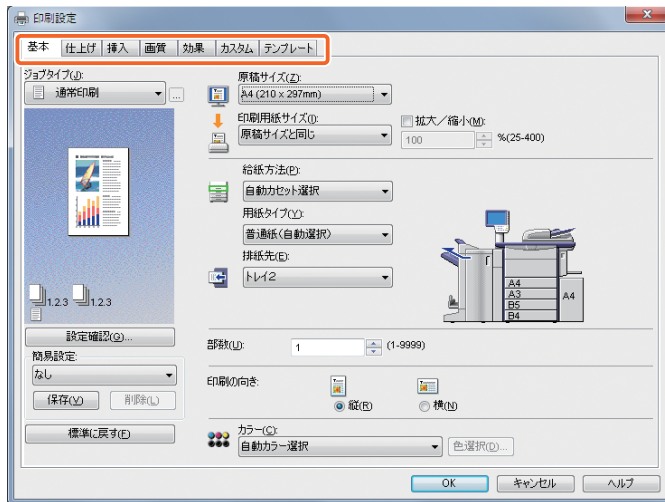 印刷設定
基本 仕上げ 挿入 画質 効果 カスタム テンプレート
ジョブタイプ(J):
通常印刷
...
1.2.3 1.2.3
設定確認(G)...
簡易設定:
なし
保存(V) 削除(L)
標準に戻す(F)
原稿サイズ(Z):
A4 (210 x 297mm)
印刷用紙サイズ(I):
原稿サイズと同じ
拡大/縮小(M):
100 %(25-400)
給紙方法(P):
自動カセット選択
用紙タイプ(Y):
普通紙(自動選択)
排紙先(E):
トレイ2
A4
A3
B5
B4
A4
部数(U): 1 (1-9999)
印刷の向き:
縦(R) 横(N)
カラー(C):
自動カラー選択 色選択(D)...
OK キャンセル ヘルプ